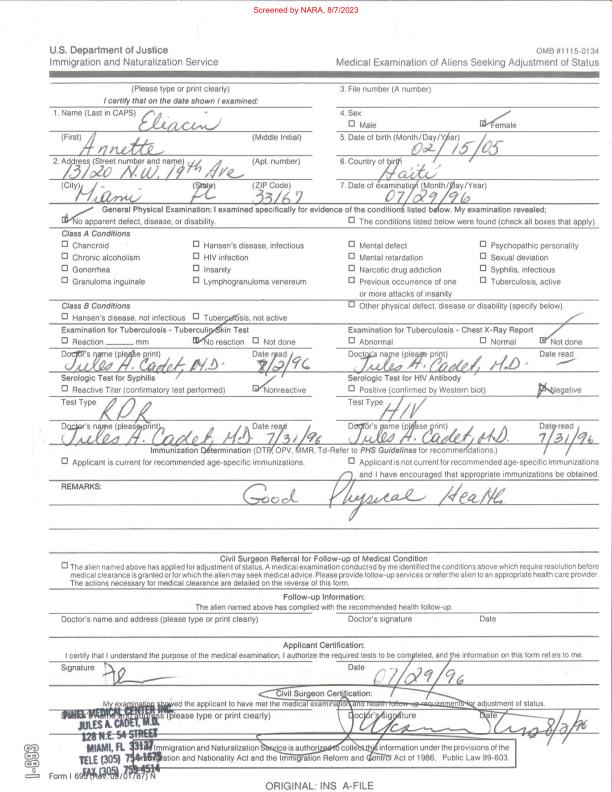 Screened by NARA, 8/7/2023
U.S. Department of Justice OMB #1115-0134
Immigration and Naturalization Service Medical Examination of Aliens Seeking Adjustment of Status
(Please type or print clearly) 3. File number (A number)
I certify that on the date shown I examined:
1. Name (Last in CAPS) Eliacin 4. Sex
☐ Male ☑ Female
(First) Annette (Middle Initial) 5. Date of birth (Month/Day/Year) 02/15/05
2. Address (Street number and name) (Apt. number) 6. Country of birth
13120 N.W. 19th Ave Haiti
(City) Miami (State) FL (ZIP Code) 33167 7. Date of examination (Month/Day/Year) 07/29/96
General Physical Examination: I examined specifically for evidence of the conditions listed below. My examination revealed;
☑ No apparent defect, disease, or disability. ☐ The conditions listed below were found (check all boxes that apply).
Class A Conditions
☐ Chancroid ☐ Hansen's disease, infectious ☐ Mental defect ☐ Psychopathic personality
☐ Chronic alcoholism ☐ HIV infection ☐ Mental retardation ☐ Sexual deviation
☐ Gonorrhea ☐ Insanity ☐ Narcotic drug addiction ☐ Syphilis, infectious
☐ Granuloma inguinale ☐ Lymphogranuloma venereum ☐ Previous occurrence of one ☐ Tuberculosis, active
or more attacks of insanity
Class B Conditions ☐ Other physical defect, disease or disability (specify below).
☐ Hansen's disease, not infectious ☐ Tuberculosis, not active
Examination for Tuberculosis - Tuberculin Skin Test Examination for Tuberculosis - Chest X-Ray Report
☐ Reaction ____ mm ☑ No reaction ☐ Not done ☐ Abnormal ☐ Normal ☑ Not done
Doctor's name (please print) Date read Doctor's name (please print) Date read
Jules A. Cadet, M.D. 8/2/96 Jules A. Cadet, M.D. —
Serologic Test for Syphilis Serologic Test for HIV Antibody
☐ Reactive Titer (confirmatory test performed) ☑ Nonreactive ☐ Positive (confirmed by Western biot) ☒ Negative
Test Type RPR Test Type HIV
Doctor's name (please print) Date read Doctor's name (please print) Date read
Jules A. Cadet, M.D. 7/31/96 Jules A. Cadet, M.D. 7/31/96
Immunization Determination (DTP, OPV, MMR, Td-Refer to PHS Guidelines for recommendations.)
☐ Applicant is current for recommended age-specific immunizations. ☐ Applicant is not current for recommended age-specific immunizations
and I have encouraged that appropriate immunizations be obtained.
REMARKS: Good Physical Health
Civil Surgeon Referral for Follow-up of Medical Condition
☐ The alien named above has applied for adjustment of status. A medical examination conducted by me identified the conditions above which require resolution before
medical clearance is granted or for which the alien may seek medical advice. Please provide follow-up services or refer the alien to an appropriate health care provider.
The actions necessary for medical clearance are detailed on the reverse of this form.
Follow-up Information:
The alien named above has complied with the recommended health follow-up.
Doctor's name and address (please type or print clearly) Doctor's signature Date
Applicant Certification:
I certify that I understand the purpose of the medical examination, I authorize the required tests to be completed, and the information on this form refers to me.
Signature Date 07/29/96
Civil Surgeon Certification:
My examination showed the applicant to have met the medical examination and health follow-up requirements for adjustment of status.
Doctor's name and address (please type or print clearly) Doctor's signature Date 8/2/96
PANEL MEDICAL CENTER INC.
JULES A. CADET, M.D.
128 N.E. 54 STREET
MIAMI, FL 33137
TELE (305) 754-1675
FAX (305) 759-4514
The Immigration and Naturalization Service is authorized to collect this information under the provisions of the
Immigration and Nationality Act and the Immigration Reform and Control Act of 1986, Public Law 99-603.
I-693
Form I 693 (Rev. 09/01/87) N
ORIGINAL: INS A-FILE